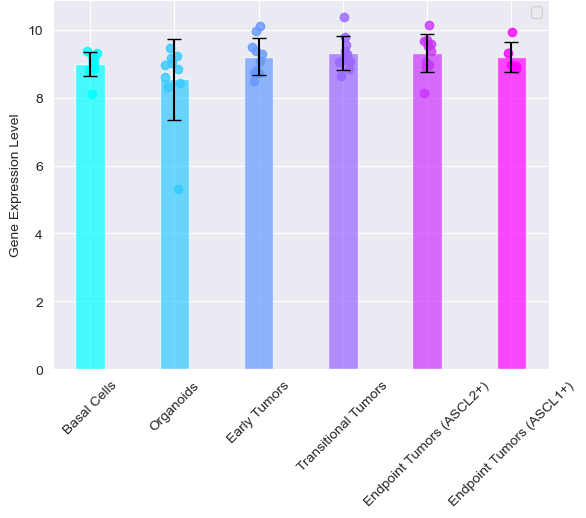 Gene Expression Level
10
8
6
4
2
0
Basal Cells
Organoids
Early Tumors
Transitional Tumors
Endpoint Tumors (ASCL2+)
Endpoint Tumors (ASCL1+)